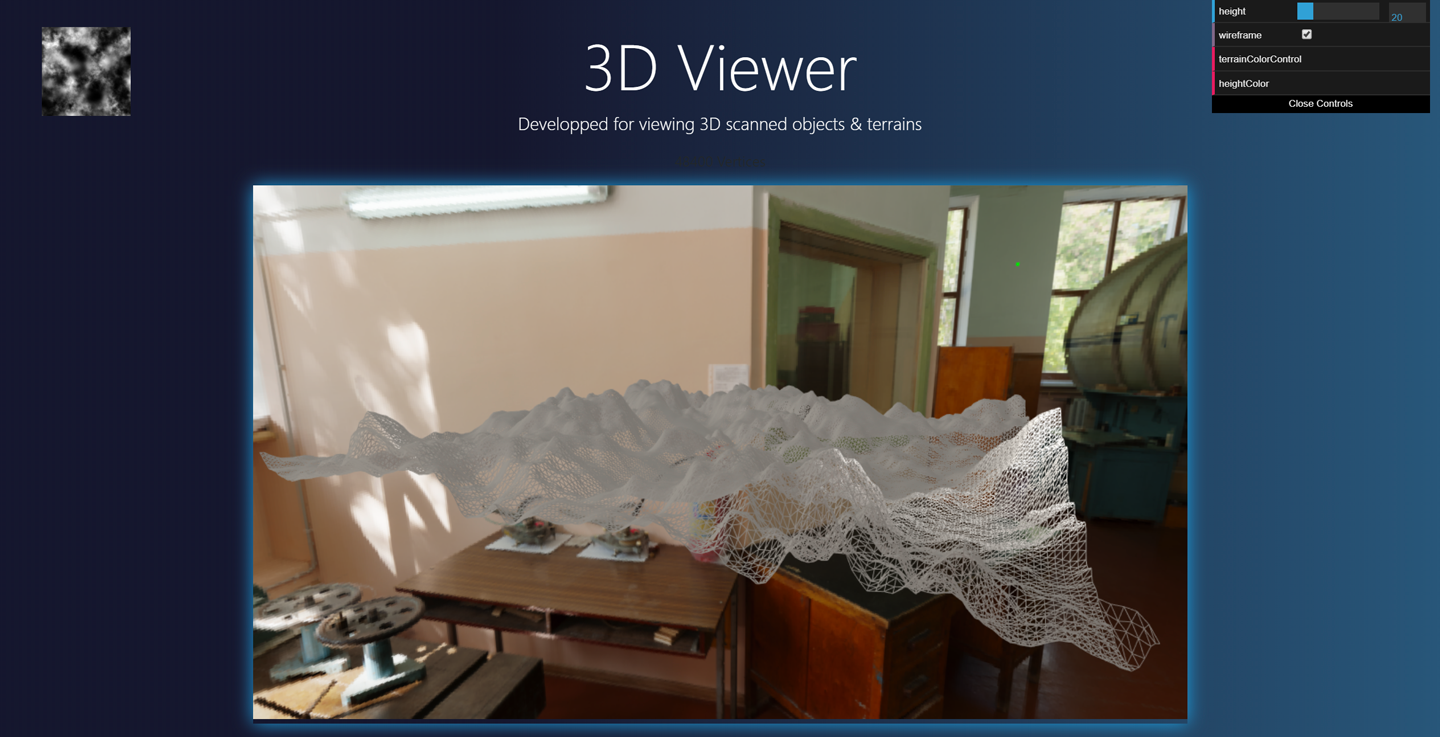 3D Viewer
Developped for viewing 3D scanned objects & terrains
height 20
wireframe
terrainColorControl
heightColor
Close Controls